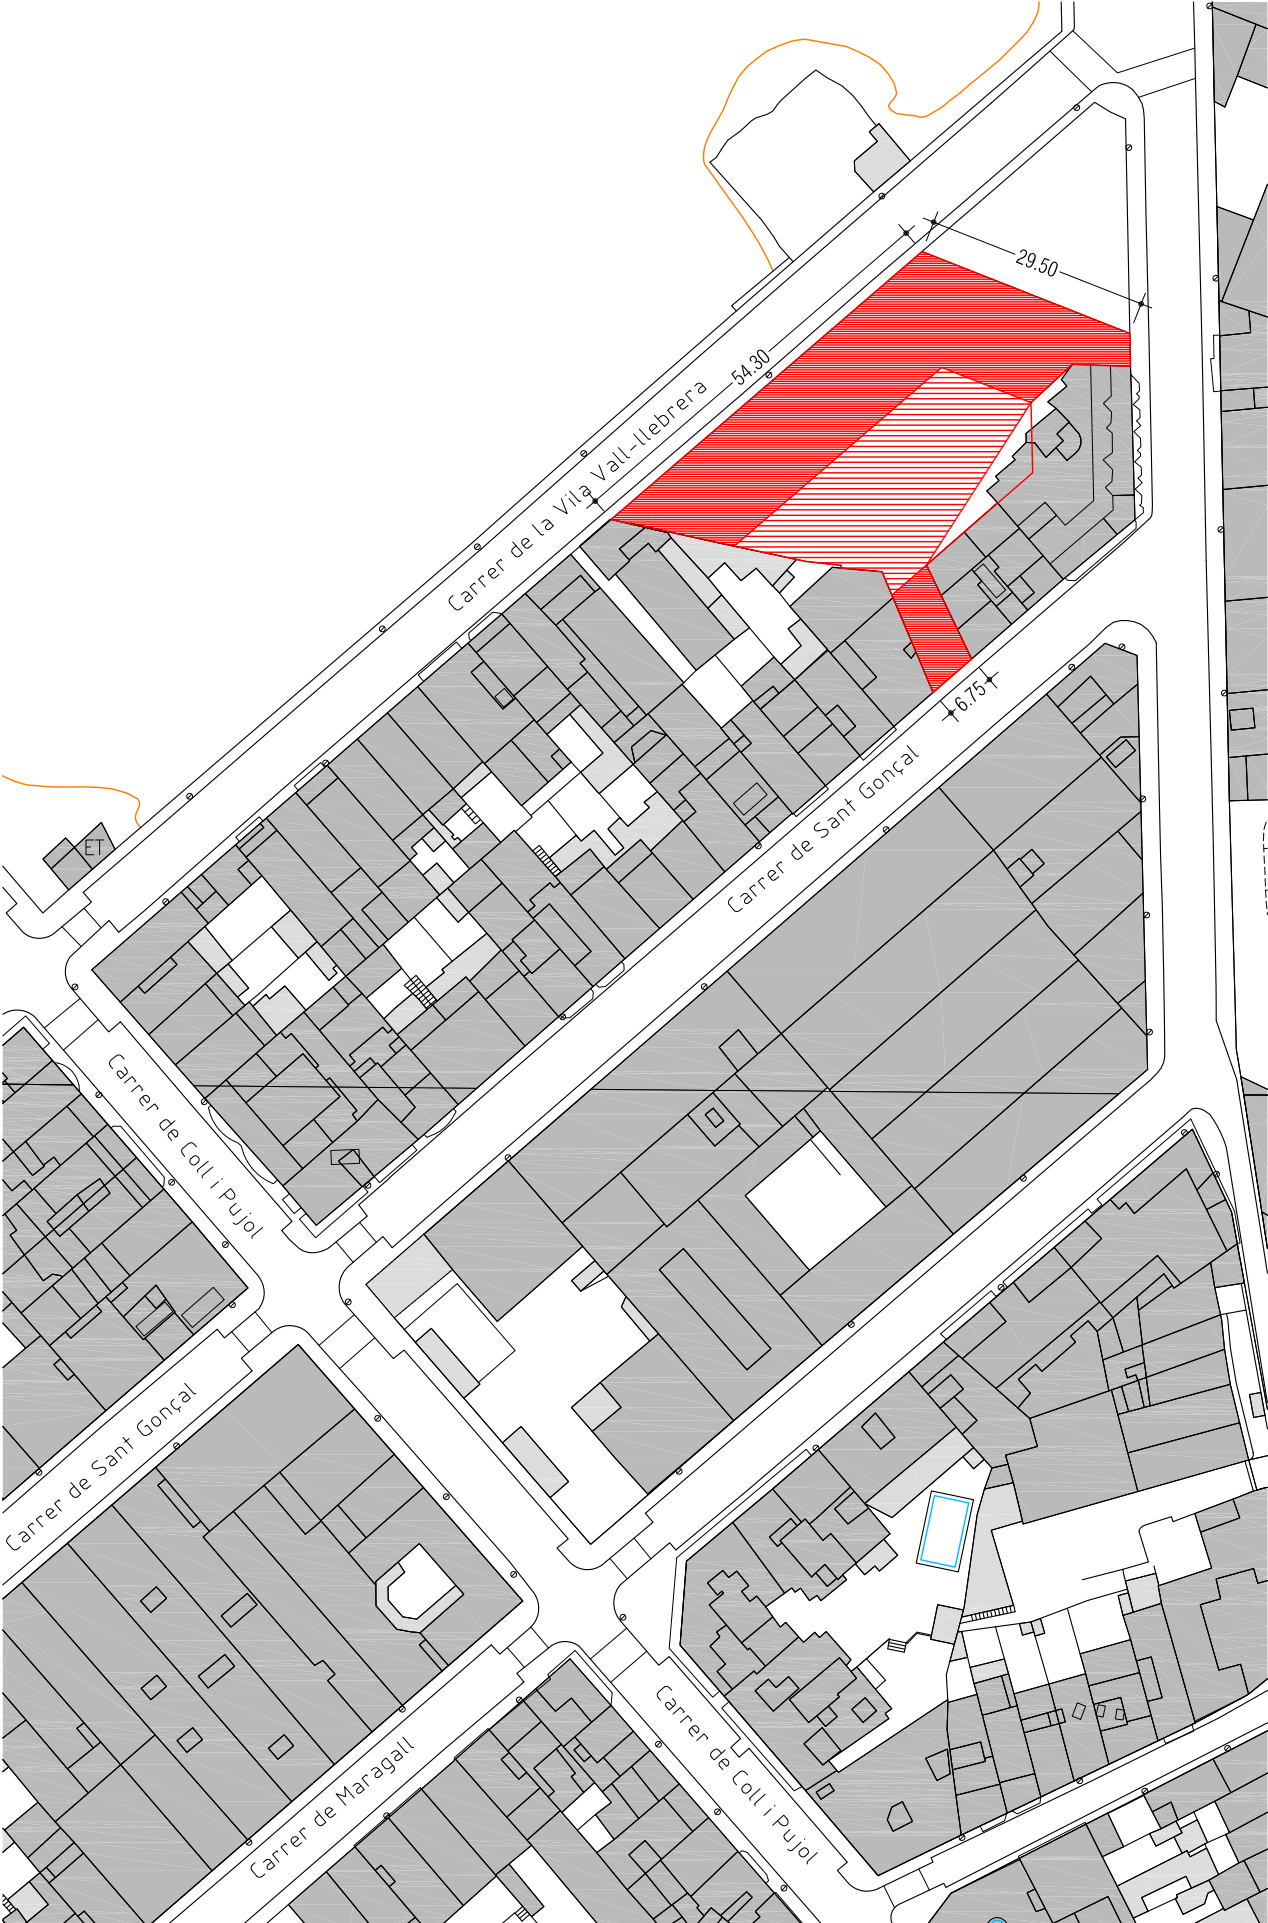 29.50
54.30
Carrer de la Vila Vall-llebrera
6.75
Carrer de Sant Gonçal
ET
Carrer de Coll i Pujol
Carrer de Sant Gonçal
Carrer de Maragall
Carrer de Coll i Pujol